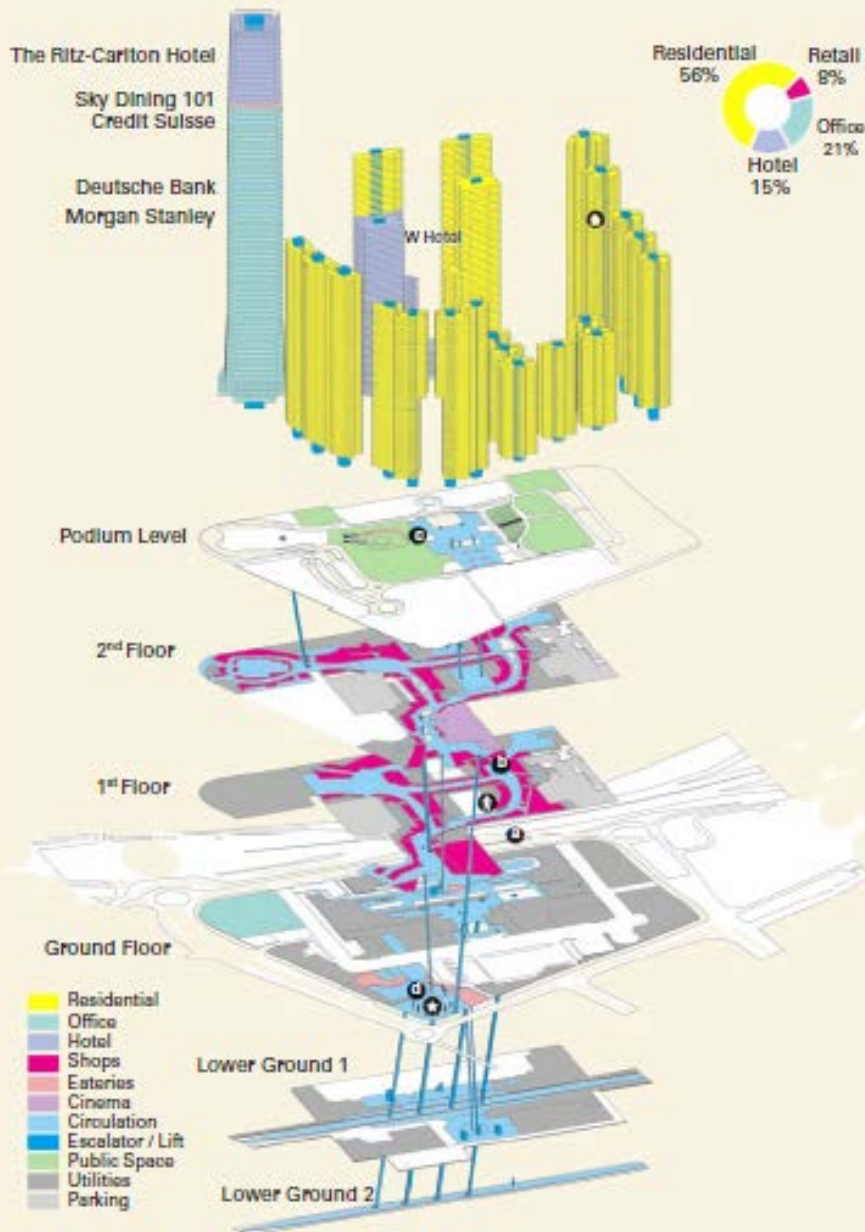 The Ritz-Carlton Hotel
Sky Dining 101
Credit Suisse
Deutsche Bank
Morgan Stanley
W Hotel
Residential
56%
Retail
8%
Office
21%
Hotel
15%
Podium Level
c
2nd Floor
1st Floor
b
a
Ground Floor
d
Residential
Office
Hotel
Shops
Eateries
Cinema
Circulation
Escalator / Lift
Public Space
Utilities
Parking
Lower Ground 1
Lower Ground 2